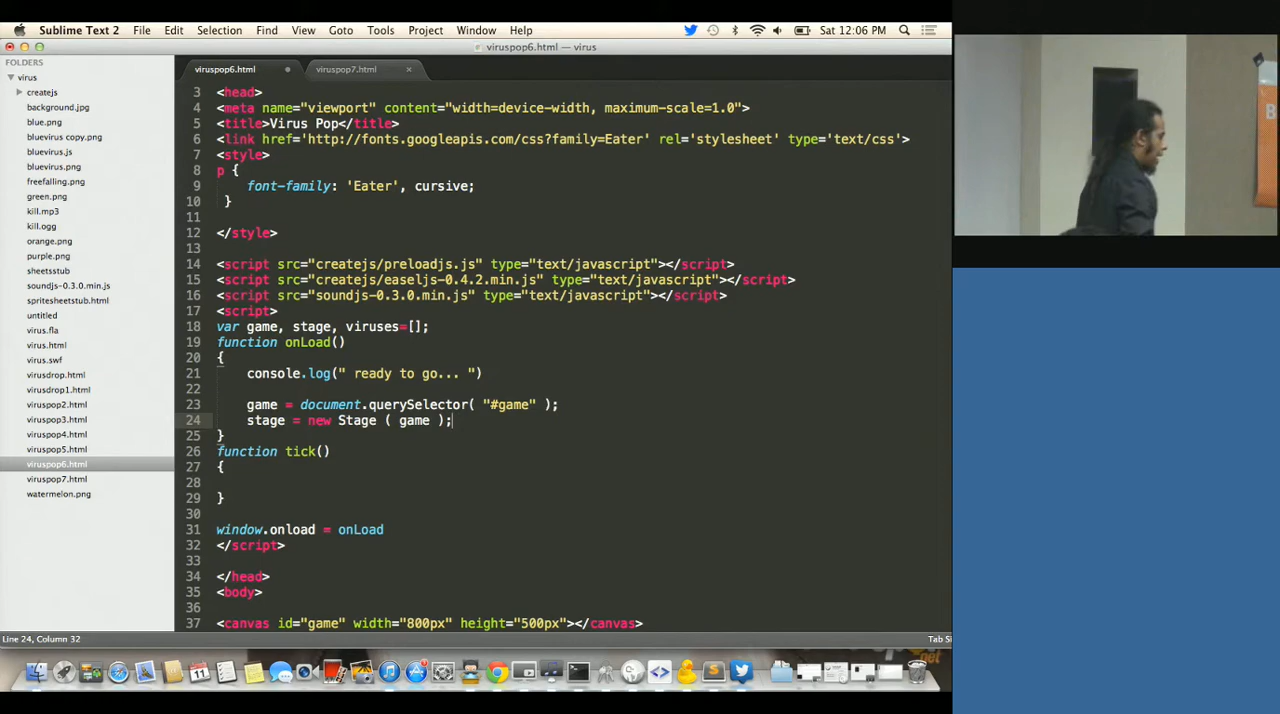 Sublime Text 2 File Edit Selection Find View Goto Tools Project Window Help Sat 12:06 PM
viruspop6.html — virus
FOLDERS
virus
createjs
background.jpg
blue.png
bluevirus copy.png
bluevirus.js
bluevirus.png
freefalling.png
green.png
kill.mp3
kill.ogg
orange.png
purple.png
sheetsstub
soundjs-0.3.0.min.js
spritesheetstub.html
untitled
virus.fla
virus.html
virus.swf
virusdrop.html
virusdrop1.html
viruspop2.html
viruspop3.html
viruspop4.html
viruspop5.html
viruspop6.html
viruspop7.html
watermelon.png
viruspop6.html viruspop7.html
3 <head>
4 <meta name="viewport" content="width=device-width, maximum-scale=1.0">
5 <title>Virus Pop</title>
6 <link href='http://fonts.googleapis.com/css?family=Eater' rel='stylesheet' type='text/css'>
7 <style>
8 p {
9 font-family: 'Eater', cursive;
10 }
11
12 </style>
13
14 <script src="createjs/preloadjs.js" type="text/javascript"></script>
15 <script src="createjs/easeljs-0.4.2.min.js" type="text/javascript"></script>
16 <script src="soundjs-0.3.0.min.js" type="text/javascript"></script>
17 <script>
18 var game, stage, viruses=[];
19 function onLoad()
20 {
21 console.log(" ready to go... ")
22
23 game = document.querySelector( "#game" );
24 stage = new Stage ( game );
25 }
26 function tick()
27 {
28
29 }
30
31 window.onload = onLoad
32 </script>
33
34 </head>
35 <body>
36
37 <canvas id="game" width="800px" height="500px"></canvas>
Line 24, Column 32 Tab Si